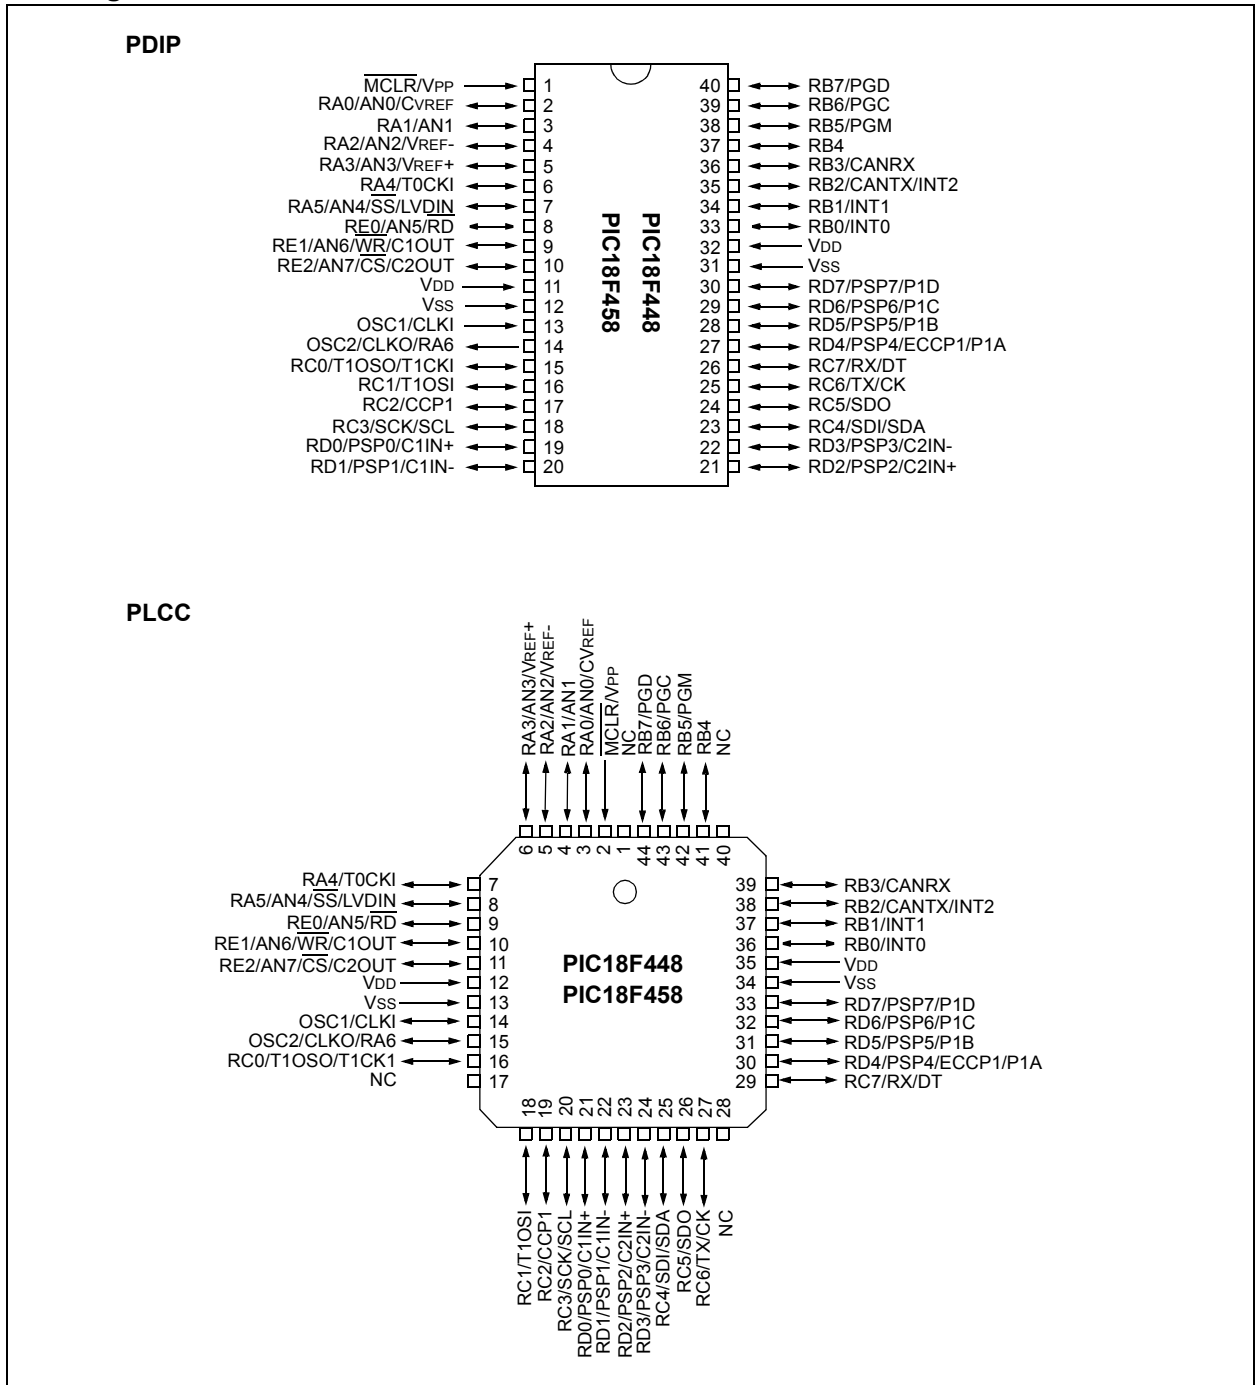 PDIP
MCLR/VPP 1
RA0/AN0/CVREF 2
RA1/AN1 3
RA2/AN2/VREF- 4
RA3/AN3/VREF+ 5
RA4/T0CKI 6
RA5/AN4/SS/LVDIN 7
RE0/AN5/RD 8
RE1/AN6/WR/C1OUT 9
RE2/AN7/CS/C2OUT 10
VDD 11
VSS 12
OSC1/CLKI 13
OSC2/CLKO/RA6 14
RC0/T1OSO/T1CKI 15
RC1/T1OSI 16
RC2/CCP1 17
RC3/SCK/SCL 18
RD0/PSP0/C1IN+ 19
RD1/PSP1/C1IN- 20
PIC18F448
PIC18F458
40 RB7/PGD
39 RB6/PGC
38 RB5/PGM
37 RB4
36 RB3/CANRX
35 RB2/CANTX/INT2
34 RB1/INT1
33 RB0/INT0
32 VDD
31 VSS
30 RD7/PSP7/P1D
29 RD6/PSP6/P1C
28 RD5/PSP5/P1B
27 RD4/PSP4/ECCP1/P1A
26 RC7/RX/DT
25 RC6/TX/CK
24 RC5/SDO
23 RC4/SDI/SDA
22 RD3/PSP3/C2IN-
21 RD2/PSP2/C2IN+
PLCC
RA3/AN3/VREF+ 6
RA2/AN2/VREF- 5
RA1/AN1 4
RA0/AN0/CVREF 3
MCLR/VPP 2
NC 1
RB7/PGD 44
RB6/PGC 43
RB5/PGM 42
RB4 41
NC 40
RA4/T0CKI 7
RA5/AN4/SS/LVDIN 8
RE0/AN5/RD 9
RE1/AN6/WR/C1OUT 10
RE2/AN7/CS/C2OUT 11
VDD 12
VSS 13
OSC1/CLKI 14
OSC2/CLKO/RA6 15
RC0/T1OSO/T1CK1 16
NC 17
PIC18F448
PIC18F458
39 RB3/CANRX
38 RB2/CANTX/INT2
37 RB1/INT1
36 RB0/INT0
35 VDD
34 VSS
33 RD7/PSP7/P1D
32 RD6/PSP6/P1C
31 RD5/PSP5/P1B
30 RD4/PSP4/ECCP1/P1A
29 RC7/RX/DT
18 RC1/T1OSI
19 RC2/CCP1
20 RC3/SCK/SCL
21 RD0/PSP0/C1IN+
22 RD1/PSP1/C1IN-
23 RD2/PSP2/C2IN+
24 RD3/PSP3/C2IN-
25 RC4/SDI/SDA
26 RC5/SDO
27 RC6/TX/CK
28 NC